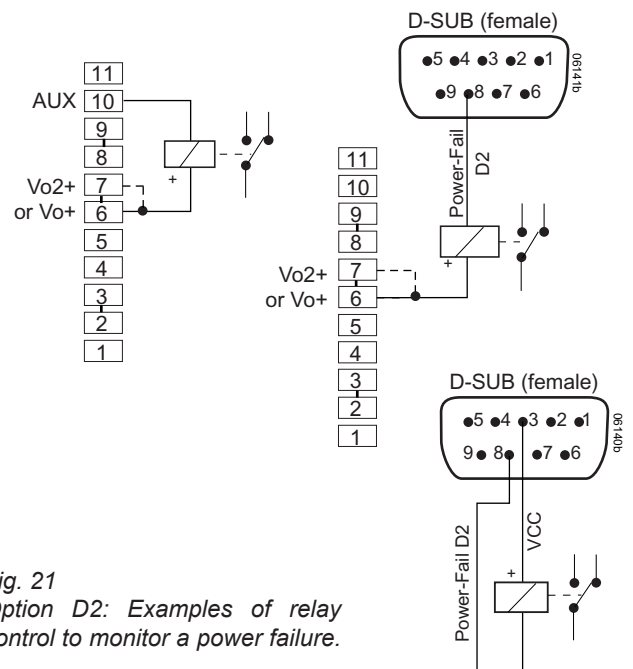 D-SUB (female)
5 4 3 2 1
9 8 7 6
06141b
11
AUX 10
9
8
Vo2+ 7
or Vo+ 6
5
4
3
2
1
+
Power-Fail
D2
11
10
9
8
Vo2+ 7
or Vo+ 6
5
4
3
2
1
+
D-SUB (female)
5 4 3 2 1
9 8 7 6
06140b
Power-Fail D2
VCC
+
ig. 21
ption D2: Examples of relay
ontrol to monitor a power failure.